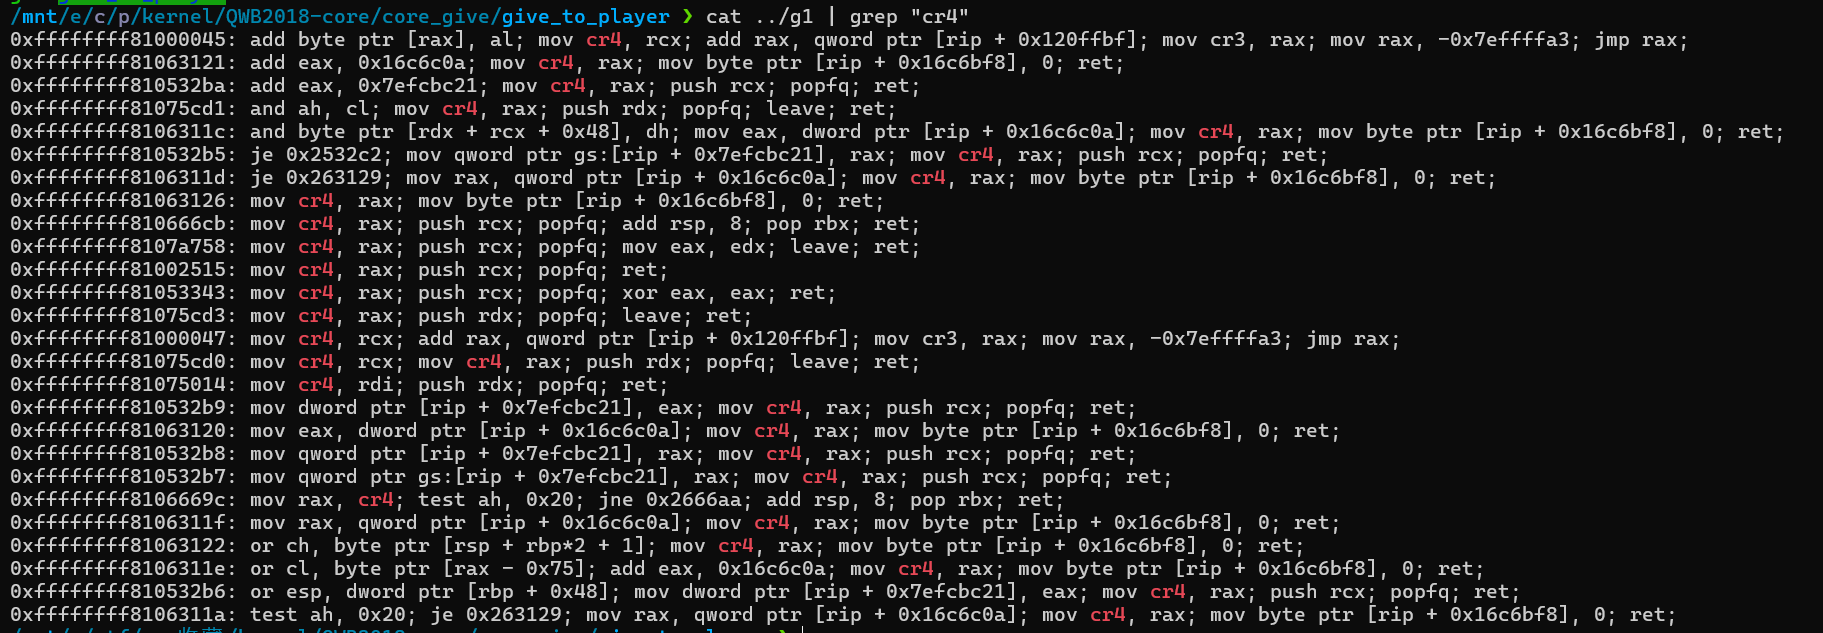 /mnt/e/c/p/kernel/QWB2018-core/core_give/give_to_player ❯ cat ../g1 | grep "cr4"
0xffffffff81000045: add byte ptr [rax], al; mov cr4, rcx; add rax, qword ptr [rip + 0x120ffbf]; mov cr3, rax; mov rax, -0x7effffa3; jmp rax;
0xffffffff81063121: add eax, 0x16c6c0a; mov cr4, rax; mov byte ptr [rip + 0x16c6bf8], 0; ret;
0xffffffff810532ba: add eax, 0x7efcbc21; mov cr4, rax; push rcx; popfq; ret;
0xffffffff81075cd1: and ah, cl; mov cr4, rax; push rdx; popfq; leave; ret;
0xffffffff8106311c: and byte ptr [rdx + rcx + 0x48], dh; mov eax, dword ptr [rip + 0x16c6c0a]; mov cr4, rax; mov byte ptr [rip + 0x16c6bf8], 0; ret;
0xffffffff810532b5: je 0x2532c2; mov qword ptr gs:[rip + 0x7efcbc21], rax; mov cr4, rax; push rcx; popfq; ret;
0xffffffff8106311d: je 0x263129; mov rax, qword ptr [rip + 0x16c6c0a]; mov cr4, rax; mov byte ptr [rip + 0x16c6bf8], 0; ret;
0xffffffff81063126: mov cr4, rax; mov byte ptr [rip + 0x16c6bf8], 0; ret;
0xffffffff810666cb: mov cr4, rax; push rcx; popfq; add rsp, 8; pop rbx; ret;
0xffffffff8107a758: mov cr4, rax; push rcx; popfq; mov eax, edx; leave; ret;
0xffffffff81002515: mov cr4, rax; push rcx; popfq; ret;
0xffffffff81053343: mov cr4, rax; push rcx; popfq; xor eax, eax; ret;
0xffffffff81075cd3: mov cr4, rax; push rdx; popfq; leave; ret;
0xffffffff81000047: mov cr4, rcx; add rax, qword ptr [rip + 0x120ffbf]; mov cr3, rax; mov rax, -0x7effffa3; jmp rax;
0xffffffff81075cd0: mov cr4, rcx; mov cr4, rax; push rdx; popfq; leave; ret;
0xffffffff81075014: mov cr4, rdi; push rdx; popfq; ret;
0xffffffff810532b9: mov dword ptr [rip + 0x7efcbc21], eax; mov cr4, rax; push rcx; popfq; ret;
0xffffffff81063120: mov eax, dword ptr [rip + 0x16c6c0a]; mov cr4, rax; mov byte ptr [rip + 0x16c6bf8], 0; ret;
0xffffffff810532b8: mov qword ptr [rip + 0x7efcbc21], rax; mov cr4, rax; push rcx; popfq; ret;
0xffffffff810532b7: mov qword ptr gs:[rip + 0x7efcbc21], rax; mov cr4, rax; push rcx; popfq; ret;
0xffffffff8106669c: mov rax, cr4; test ah, 0x20; jne 0x2666aa; add rsp, 8; pop rbx; ret;
0xffffffff8106311f: mov rax, qword ptr [rip + 0x16c6c0a]; mov cr4, rax; mov byte ptr [rip + 0x16c6bf8], 0; ret;
0xffffffff81063122: or ch, byte ptr [rsp + rbp*2 + 1]; mov cr4, rax; mov byte ptr [rip + 0x16c6bf8], 0; ret;
0xffffffff8106311e: or cl, byte ptr [rax - 0x75]; add eax, 0x16c6c0a; mov cr4, rax; mov byte ptr [rip + 0x16c6bf8], 0; ret;
0xffffffff810532b6: or esp, dword ptr [rbp + 0x48]; mov dword ptr [rip + 0x7efcbc21], eax; mov cr4, rax; push rcx; popfq; ret;
0xffffffff8106311a: test ah, 0x20; je 0x263129; mov rax, qword ptr [rip + 0x16c6c0a]; mov cr4, rax; mov byte ptr [rip + 0x16c6bf8], 0; ret;